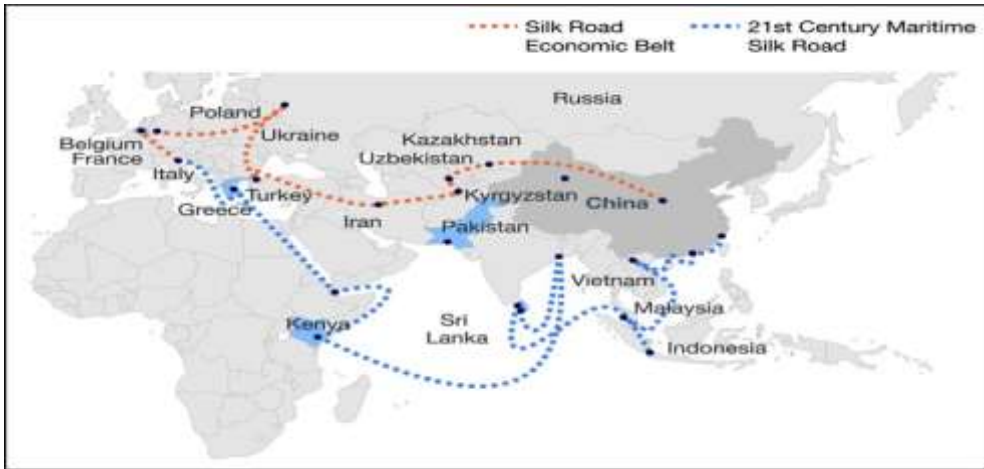 Silk Road
Economic Belt
21st Century Maritime
Silk Road
Russia
Poland
Ukraine
Kazakhstan
Belgium
France
Uzbekistan
Italy
Turkey
Kyrgyzstan
China
Greece
Iran
Pakistan
Vietnam
Malaysia
Kenya
Sri
Lanka
Indonesia